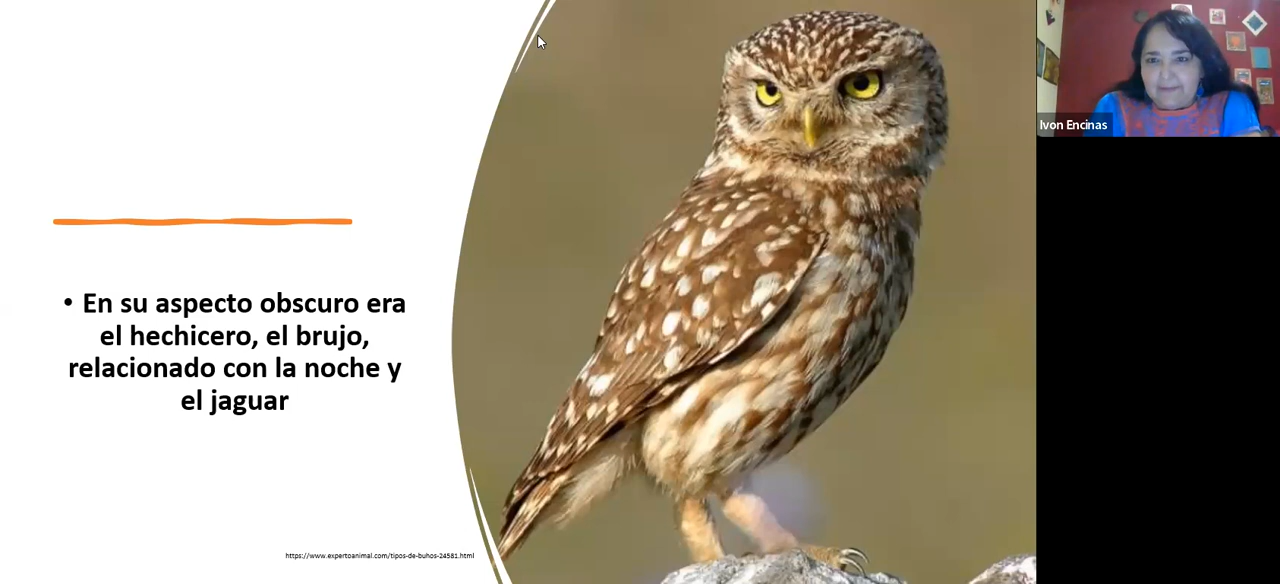 • En su aspecto obscuro era
el hechicero, el brujo,
relacionado con la noche y
el jaguar
https://www.expertoanimal.com/tipos-de-buhos-24581.html
Ivon Encinas